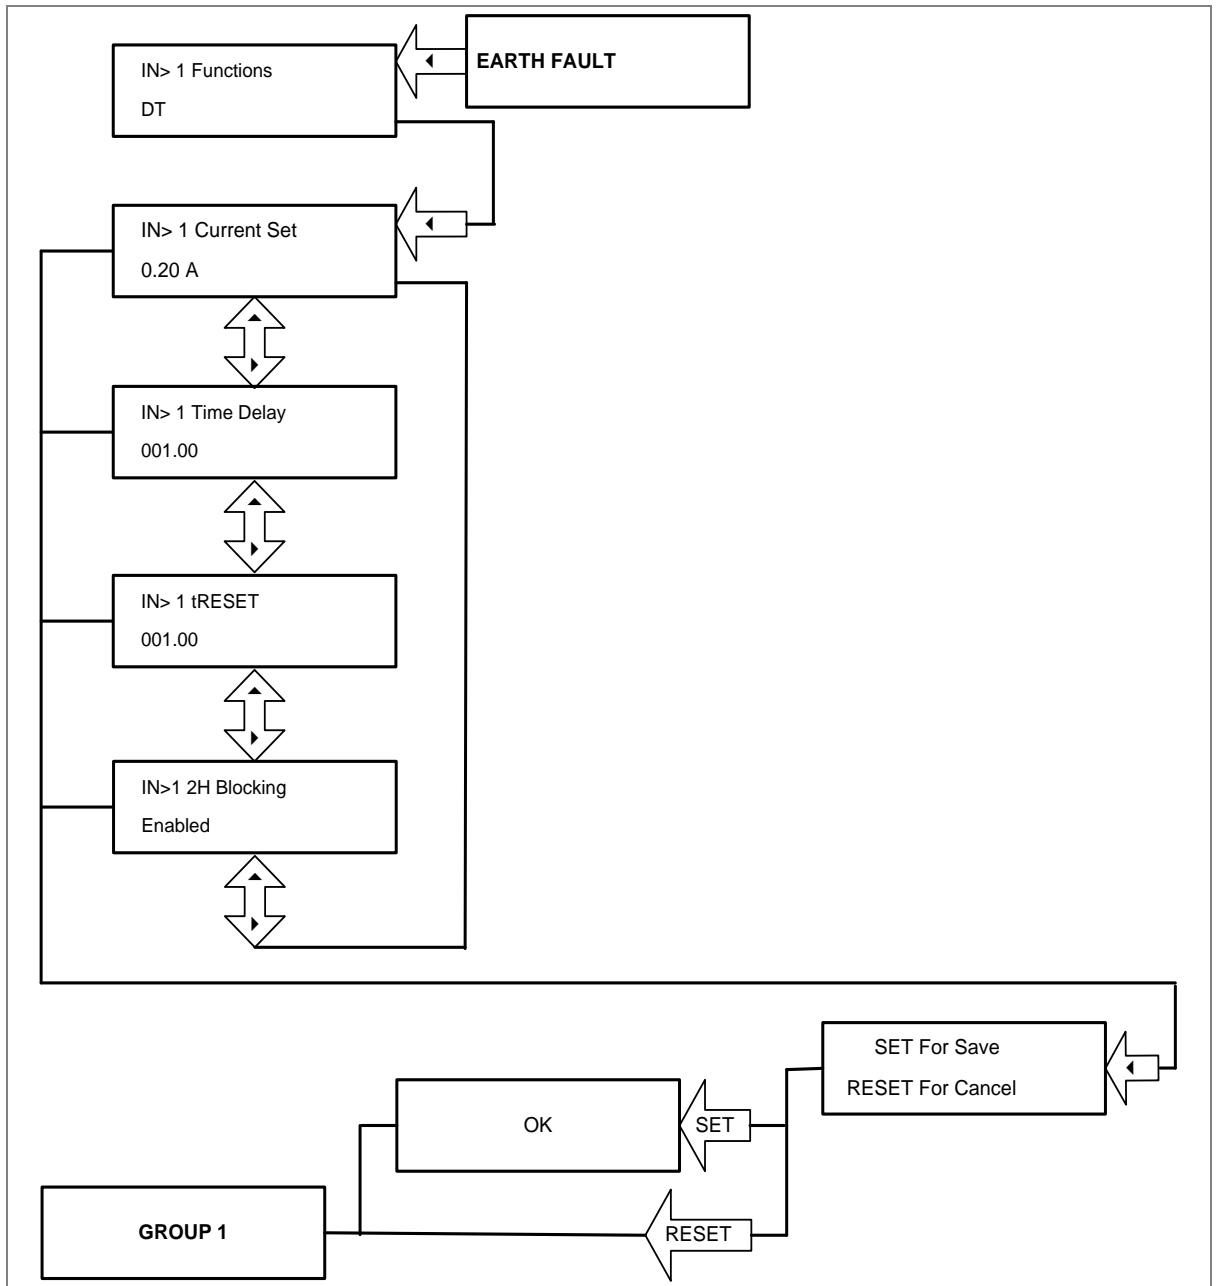 EARTH FAULT
IN> 1 Functions
DT
IN> 1 Current Set
0.20 A
IN> 1 Time Delay
001.00
IN> 1 tRESET
001.00
IN>1 2H Blocking
Enabled
SET For Save
RESET For Cancel
SET
OK
RESET
GROUP 1